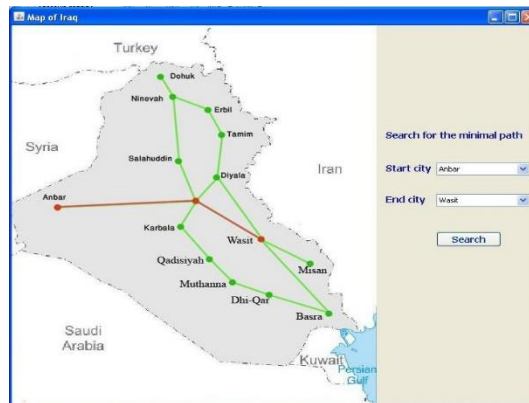 Map of Iraq
Turkey
Dohuk
Ninovah
Erbil
Tamim
Syria
Salahuddin
Iran
Diyala
Anbar
Karbala
Wasit
Qadisiyah
Misan
Muthanna
Dhi-Qar
Basra
Saudi
Arabia
Kuwait
Persian
Gulf
Search for the minimal path
Start city Anbar
End city Wasit
Search